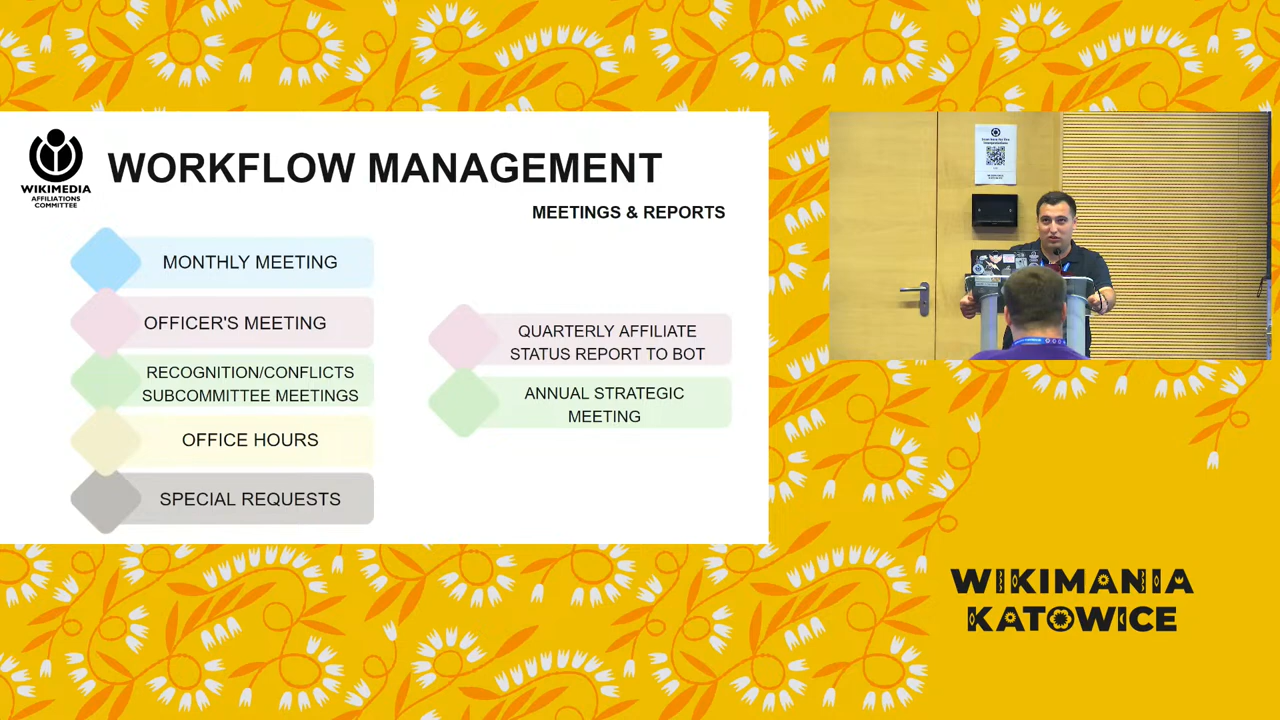 WIKIMEDIA
AFFILIATIONS
COMMITTEE
WORKFLOW MANAGEMENT
MEETINGS & REPORTS
MONTHLY MEETING
OFFICER'S MEETING
RECOGNITION/CONFLICTS
SUBCOMMITTEE MEETINGS
OFFICE HOURS
SPECIAL REQUESTS
QUARTERLY AFFILIATE
STATUS REPORT TO BOT
ANNUAL STRATEGIC
MEETING
WIKIMANIA
KATOWICE